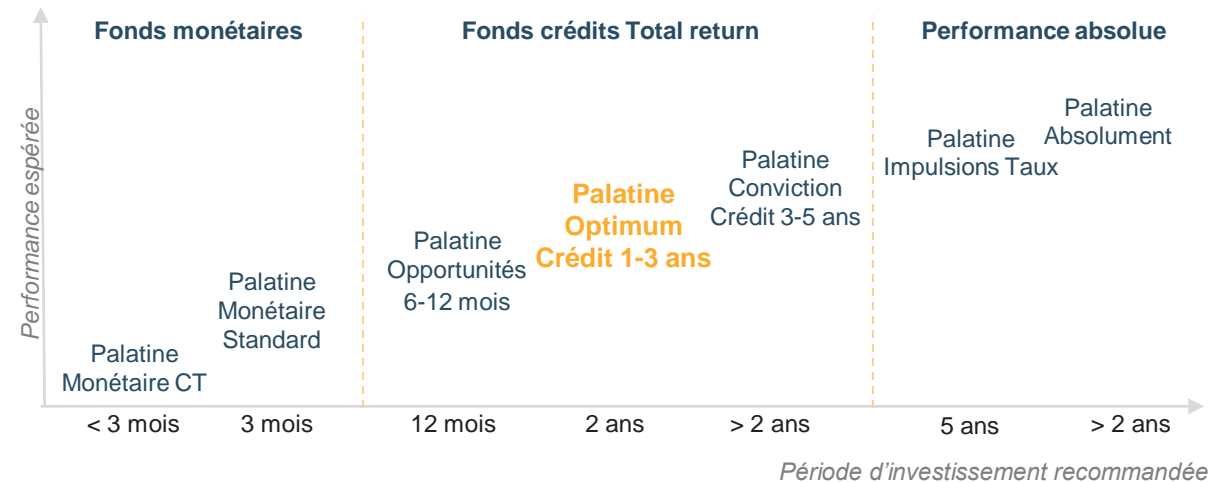 Fonds monétaires
Fonds crédits Total return
Performance absolue
Performance espérée
Palatine
Monétaire CT
Palatine
Monétaire
Standard
Palatine
Opportunités
6-12 mois
Palatine
Optimum
Crédit 1-3 ans
Palatine
Conviction
Crédit 3-5 ans
Palatine
Impulsions Taux
Palatine
Absolument
< 3 mois
3 mois
12 mois
2 ans
> 2 ans
5 ans
> 2 ans
Période d’investissement recommandée